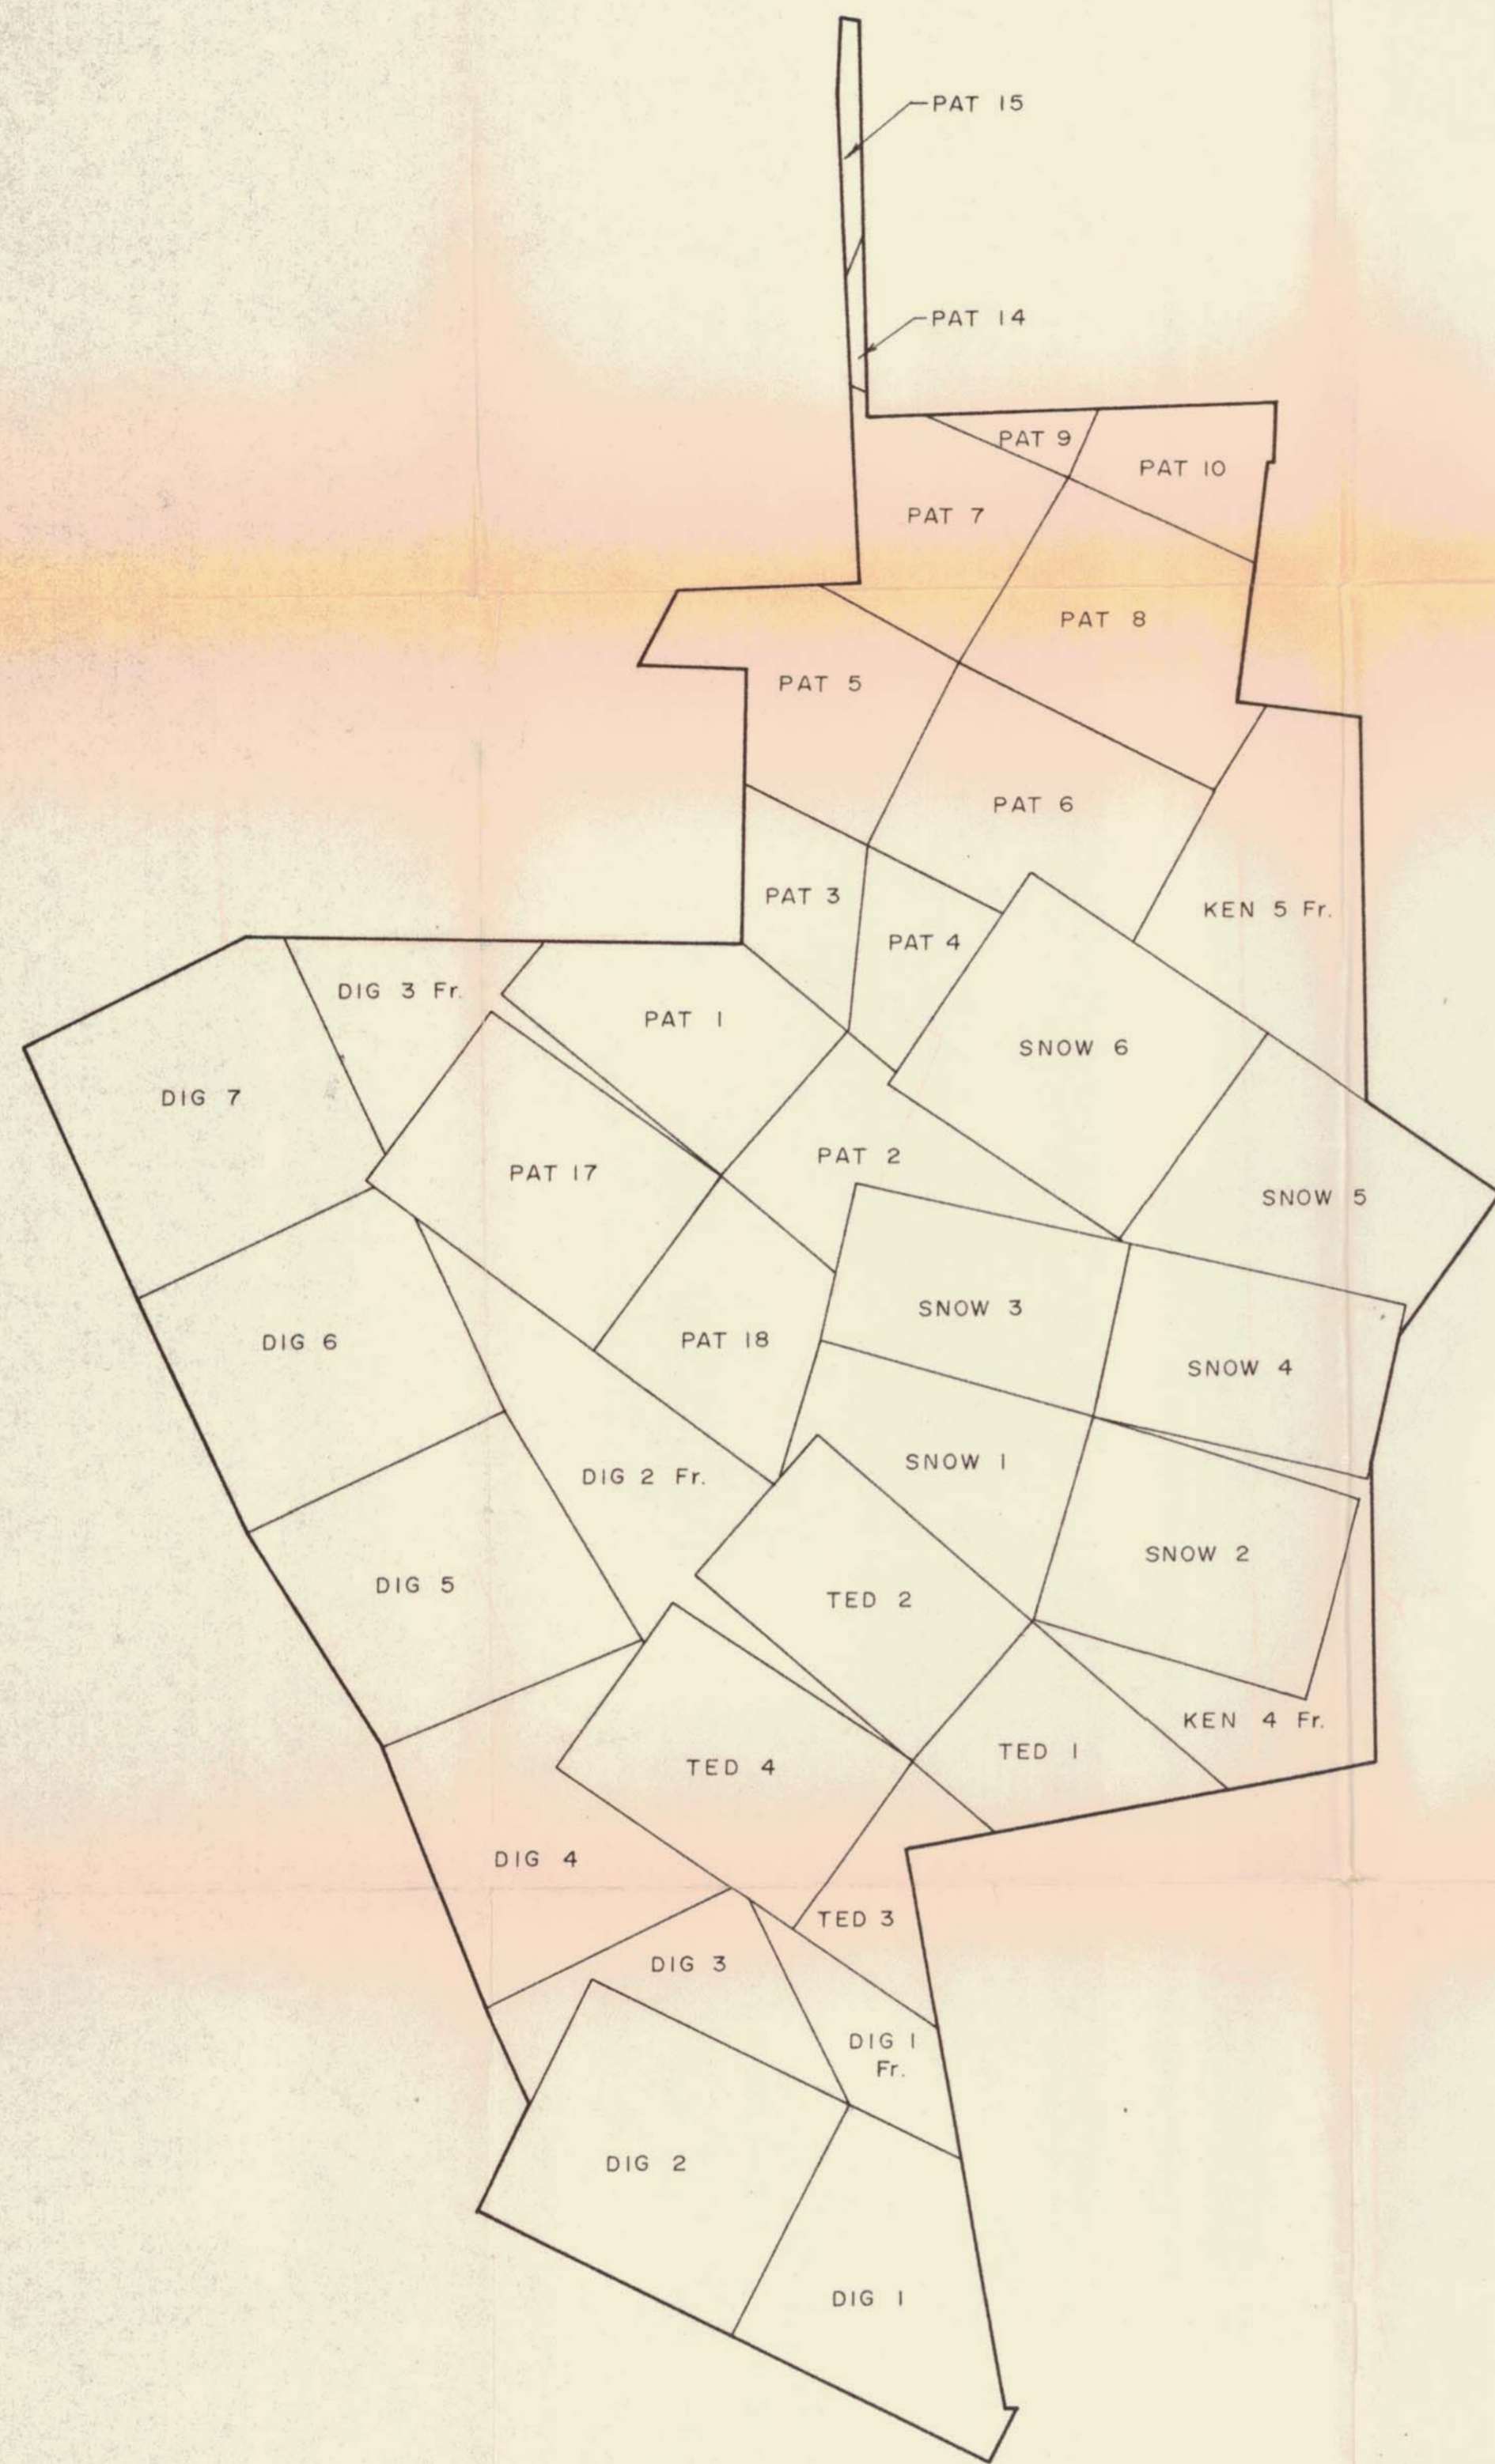 PAT 15
PAT 14
PAT 9
PAT 10
PAT 7
PAT 8
PAT 5
PAT 6
PAT 3
KEN 5 Fr.
PAT 4
DIG 3 Fr.
PAT 1
SNOW 6
DIG 7
PAT 2
PAT 17
SNOW 5
SNOW 3
DIG 6
PAT 18
SNOW 4
SNOW 1
DIG 2 Fr.
SNOW 2
DIG 5
TED 2
KEN 4 Fr.
TED 1
TED 4
DIG 4
TED 3
DIG 3
DIG 1
Fr.
DIG 2
DIG 1